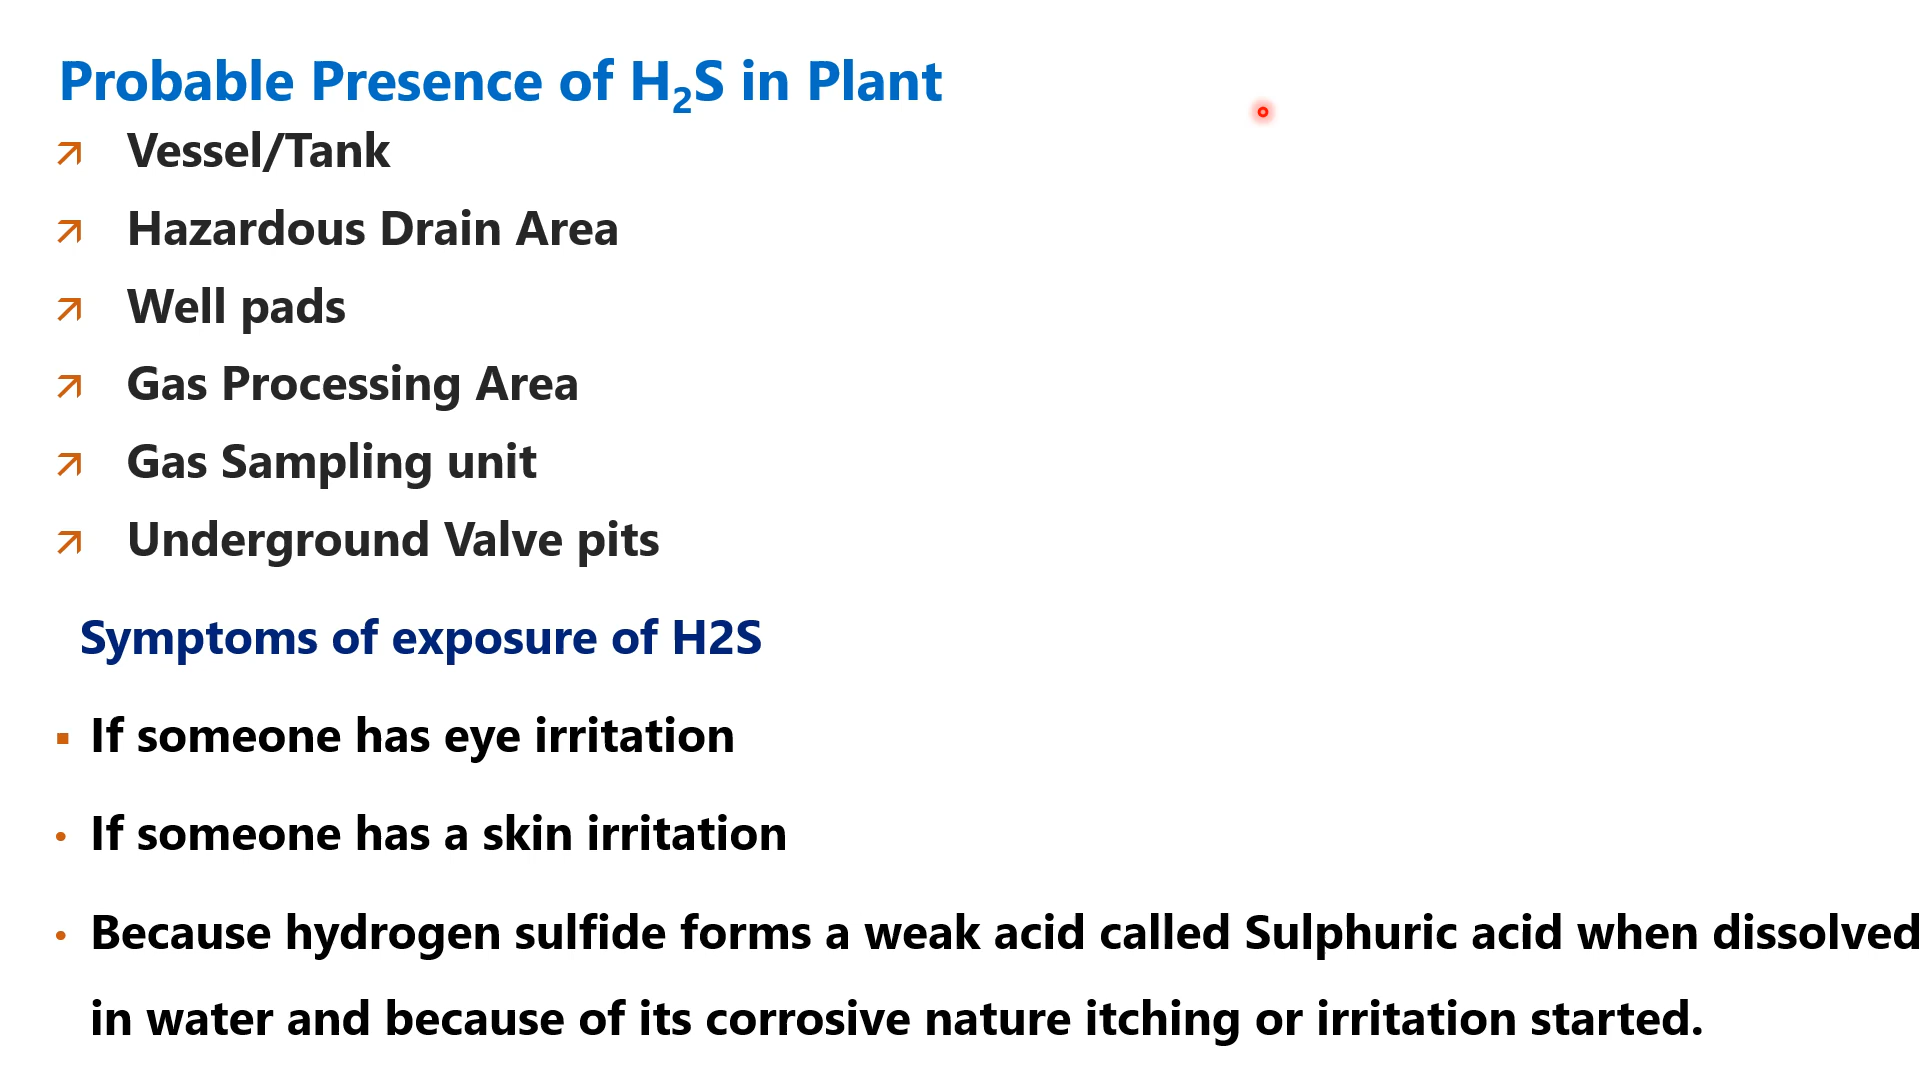 Probable Presence of H₂S in Plant
Vessel/Tank
Hazardous Drain Area
Well pads
Gas Processing Area
Gas Sampling unit
Underground Valve pits
Symptoms of exposure of H2S
If someone has eye irritation
If someone has a skin irritation
Because hydrogen sulfide forms a weak acid called Sulphuric acid when dissolved
in water and because of its corrosive nature itching or irritation started.